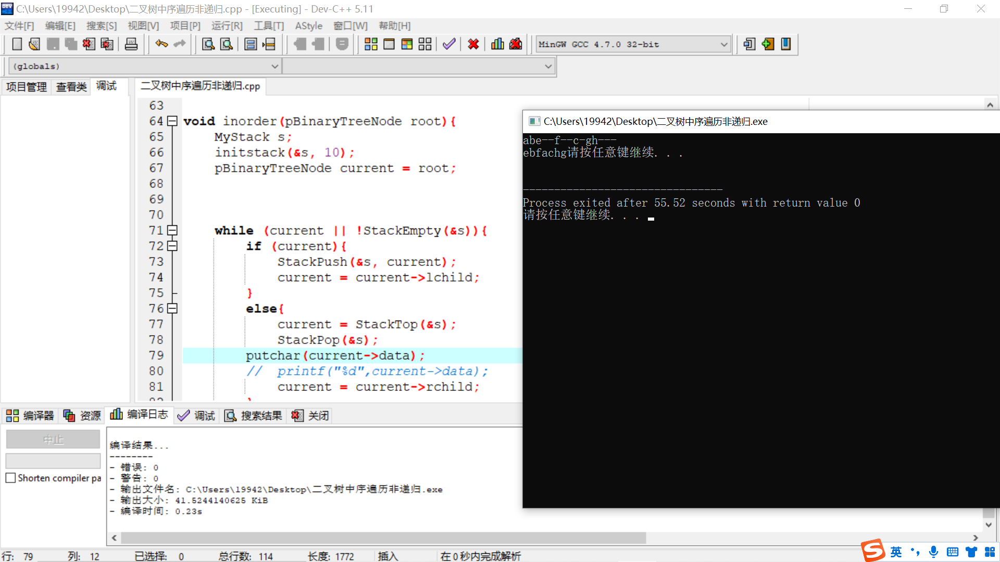 C:\Users\19942\Desktop\二叉树中序遍历非递归.cpp - [Executing] - Dev-C++ 5.11
文件[F] 编辑[E] 搜索[S] 视图[V] 项目[P] 运行[R] 工具[T] AStyle 窗口[W] 帮助[H]
MinGW GCC 4.7.0 32-bit
(globals)
项目管理 查看类 调试 二叉树中序遍历非递归.cpp
63
64 void inorder(pBinaryTreeNode root){
65 MyStack s;
66 initstack(&s, 10);
67 pBinaryTreeNode current = root;
68
69
70
71 while (current || !StackEmpty(&s)){
72 if (current){
73 StackPush(&s, current);
74 current = current->lchild;
75 }
76 else{
77 current = StackTop(&s);
78 StackPop(&s);
79 putchar(current->data);
80 // printf("%d",current->data);
81 current = current->rchild;
C:\Users\19942\Desktop\二叉树中序遍历非递归.exe
abe--f--c-gh---
ebfachg请按任意键继续. . .
--------------------------------
Process exited after 55.52 seconds with return value 0
请按任意键继续. . .
编译器 资源 编译日志 调试 搜索结果 关闭
中止
Shorten compiler pa
编译结果...
--------
- 错误: 0
- 警告: 0
- 输出文件名: C:\Users\19942\Desktop\二叉树中序遍历非递归.exe
- 输出大小: 41.5244140625 KiB
- 编译时间: 0.23s
行: 79 列: 12 已选择: 0 总行数: 114 长度: 1772 插入 在 0 秒内完成解析
英